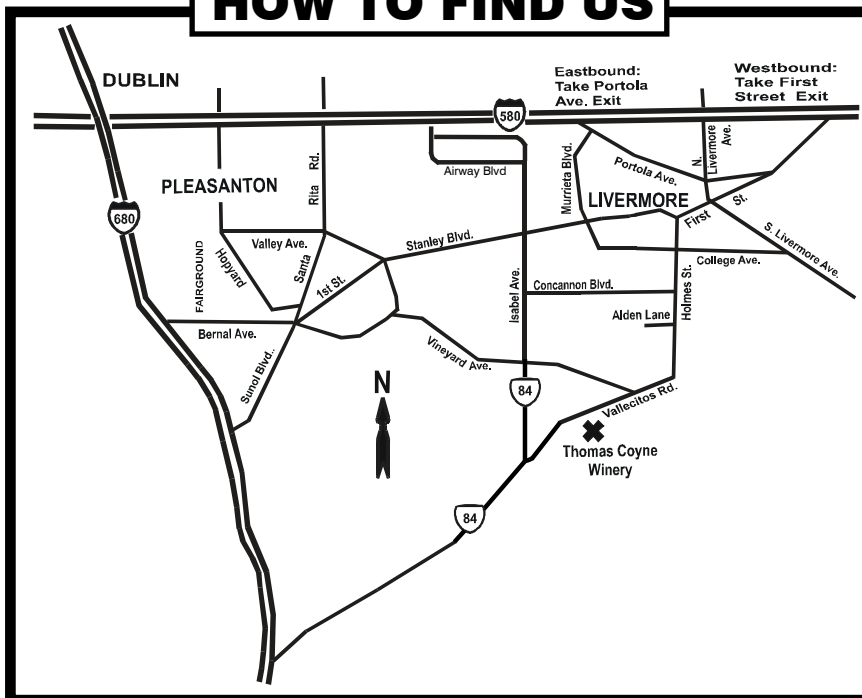 HOW TO FIND US
DUBLIN
Eastbound:
Take Portola
Ave. Exit
Westbound:
Take First
Street Exit
580
Rita Rd.
Airway Blvd
Murrieta Blvd.
Portola Ave.
N.
Livermore
Ave.
PLEASANTON
LIVERMORE
680
First St.
Valley Ave.
Stanley Blvd.
S. Livermore Ave.
FAIRGROUND
Hopyard
Santa
1st St.
College Ave.
Isabel Ave.
Concannon Blvd.
Holmes St.
Alden Lane
Bernal Ave.
Vineyard Ave.
Sunol Blvd..
N
84
Vallecitos Rd.
Thomas Coyne
Winery
84